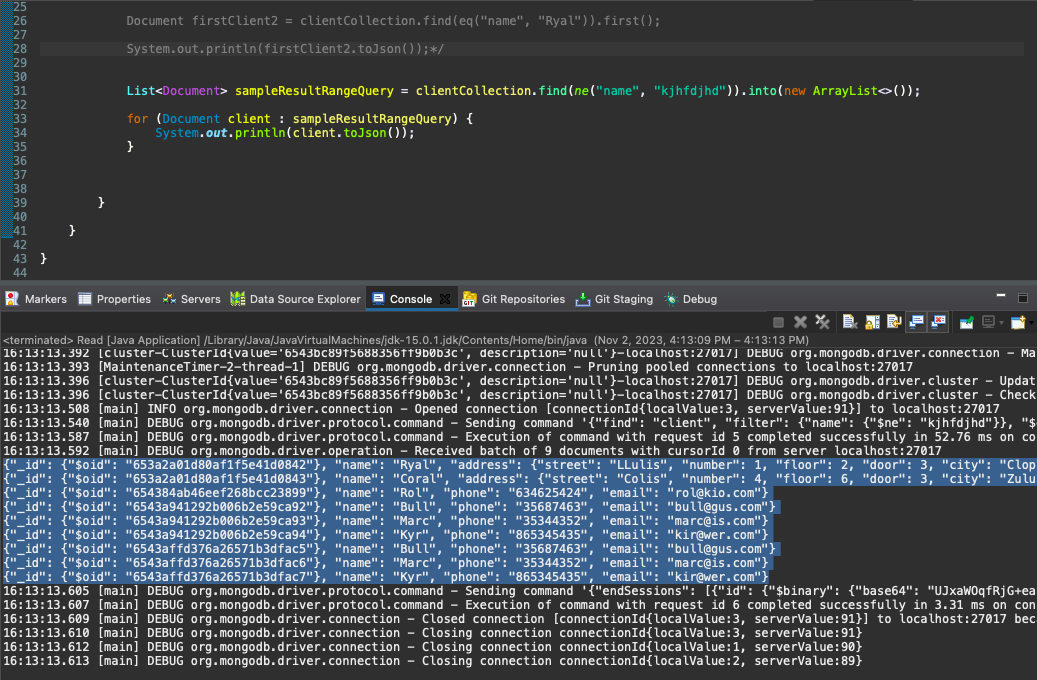 25
26 Document firstClient2 = clientCollection.find(eq("name", "Ryal")).first();
27
28 System.out.println(firstClient2.toJson());*/
29
30
31 List<Document> sampleResultRangeQuery = clientCollection.find(ne("name", "kjhfdjhd")).into(new ArrayList<>());
32
33 for (Document client : sampleResultRangeQuery) {
34 System.out.println(client.toJson());
35 }
36
37
38
39 }
40
41 }
42
43 }
44
Markers Properties Servers Data Source Explorer Console Git Repositories Git Staging Debug
<terminated> Read [Java Application] /Library/Java/JavaVirtualMachines/jdk-15.0.1.jdk/Contents/Home/bin/java (Nov 2, 2023, 4:13:09 PM – 4:13:13 PM)
16:13:13.392 [cluster-ClusterId{value='6543bc89f5688356ff9b0b3c', description='null'}-localhost:27017] DEBUG org.mongodb.driver.connection - Ma
16:13:13.393 [MaintenanceTimer-2-thread-1] DEBUG org.mongodb.driver.connection - Pruning pooled connections to localhost:27017
16:13:13.396 [cluster-ClusterId{value='6543bc89f5688356ff9b0b3c', description='null'}-localhost:27017] DEBUG org.mongodb.driver.cluster - Updat
16:13:13.396 [cluster-ClusterId{value='6543bc89f5688356ff9b0b3c', description='null'}-localhost:27017] DEBUG org.mongodb.driver.cluster - Check
16:13:13.508 [main] INFO org.mongodb.driver.connection - Opened connection [connectionId{localValue:3, serverValue:91}] to localhost:27017
16:13:13.540 [main] DEBUG org.mongodb.driver.protocol.command - Sending command '{"find": "client", "filter": {"name": {"$ne": "kjhfdjhd"}}, "$
16:13:13.587 [main] DEBUG org.mongodb.driver.protocol.command - Execution of command with request id 5 completed successfully in 52.76 ms on co
16:13:13.592 [main] DEBUG org.mongodb.driver.operation - Received batch of 9 documents with cursorId 0 from server localhost:27017
{"_id": {"$oid": "653a2a01d80af1f5e41d0842"}, "name": "Ryal", "address": {"street": "LLulis", "number": 1, "floor": 2, "door": 3, "city": "Clop
{"_id": {"$oid": "653a2a01d80af1f5e41d0843"}, "name": "Coral", "address": {"street": "Colis", "number": 4, "floor": 6, "door": 3, "city": "Zulu
{"_id": {"$oid": "654384ab46eef268bcc23899"}, "name": "Rol", "phone": "634625424", "email": "rol@kio.com"}
{"_id": {"$oid": "6543a941292b006b2e59ca92"}, "name": "Bull", "phone": "35687463", "email": "bull@gus.com"}
{"_id": {"$oid": "6543a941292b006b2e59ca93"}, "name": "Marc", "phone": "35344352", "email": "marc@is.com"}
{"_id": {"$oid": "6543a941292b006b2e59ca94"}, "name": "Kyr", "phone": "865345435", "email": "kir@wer.com"}
{"_id": {"$oid": "6543affd376a26571b3dfac5"}, "name": "Bull", "phone": "35687463", "email": "bull@gus.com"}
{"_id": {"$oid": "6543affd376a26571b3dfac6"}, "name": "Marc", "phone": "35344352", "email": "marc@is.com"}
{"_id": {"$oid": "6543affd376a26571b3dfac7"}, "name": "Kyr", "phone": "865345435", "email": "kir@wer.com"}
16:13:13.605 [main] DEBUG org.mongodb.driver.protocol.command - Sending command '{"endSessions": [{"id": {"$binary": {"base64": "UJxaWOqfRjG+ea
16:13:13.607 [main] DEBUG org.mongodb.driver.protocol.command - Execution of command with request id 6 completed successfully in 3.31 ms on con
16:13:13.609 [main] DEBUG org.mongodb.driver.connection - Closed connection [connectionId{localValue:3, serverValue:91}] to localhost:27017 bec
16:13:13.610 [main] DEBUG org.mongodb.driver.connection - Closing connection connectionId{localValue:3, serverValue:91}
16:13:13.612 [main] DEBUG org.mongodb.driver.connection - Closing connection connectionId{localValue:1, serverValue:90}
16:13:13.613 [main] DEBUG org.mongodb.driver.connection - Closing connection connectionId{localValue:2, serverValue:89}